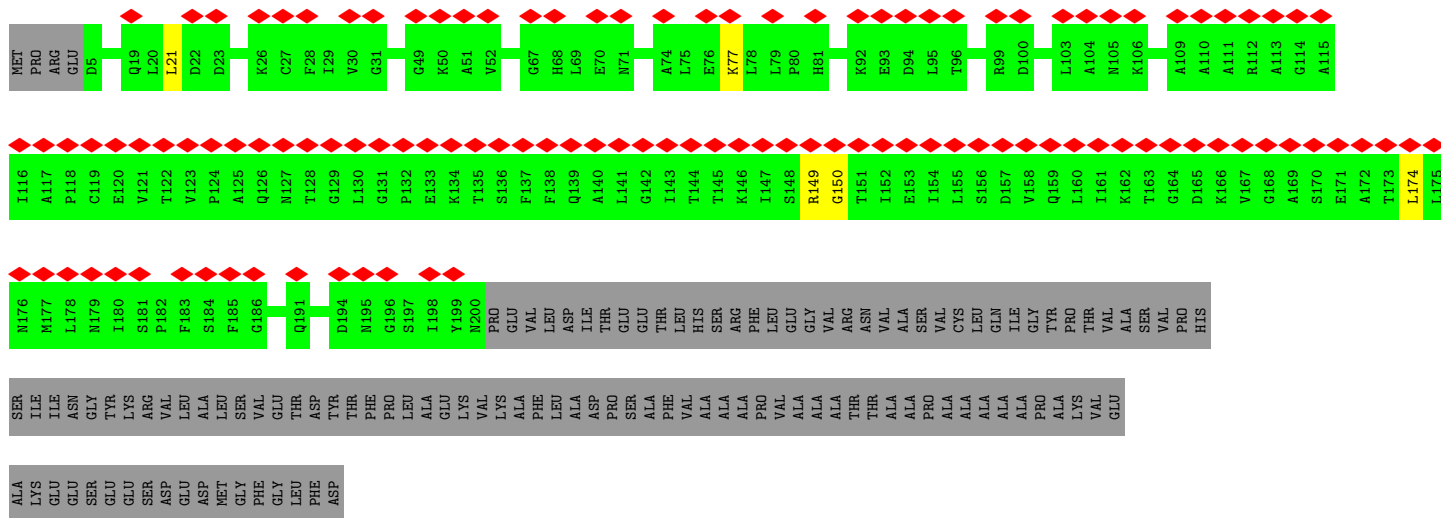 MET PRO ARG GLU D5 Q19 L20 L21 D22 D23 K26 C27 F28 I29 V30 G31 G49 K50 A51 V52 G67 H68 L69 E70 N71 A74 L75 E76 K77 L78 L79 P80 H81 K92 E93 D94 L95 T96 R99 D100 L103 A104 N105 K106 A109 A110 A111 R112 A113 G114 A115
I116 A117 P118 C119 E120 V121 T122 V123 P124 A125 Q126 N127 T128 G129 L130 G131 P132 E133 K134 T135 S136 F137 F138 Q139 A140 L141 G142 I143 T144 T145 K146 I147 S148 R149 G150 T151 I152 E153 I154 L155 S156 D157 V158 Q159 L160 I161 K162 T163 G164 D165 K166 V167 G168 A169 S170 E171 A172 T173 L174 L175
N176 M177 L178 N179 I180 S181 P182 F183 S184 F185 G186 Q191 D194 N195 G196 S197 I198 Y199 N200 PRO GLU VAL LEU ASP ILE THR GLU GLU THR LEU HIS SER ARG PHE LEU GLU GLY VAL ARG ASN VAL ALA SER VAL CYS LEU GLN ILE GLY TYR PRO THR VAL ALA SER VAL PRO HIS
SER ILE ILE ASN GLY TYR LYS ARG VAL LEU ALA LEU SER VAL GLU THR ASP TYR THR PHE PRO LEU ALA GLU LYS VAL LYS ALA PHE LEU ALA ASP PRO SER ALA PHE VAL ALA ALA ALA PRO VAL ALA ALA ALA THR THR ALA ALA PRO ALA ALA ALA ALA ALA PRO ALA LYS VAL GLU
ALA LYS GLU GLU SER GLU GLU SER ASP GLU ASP MET GLY PHE GLY LEU PHE ASP